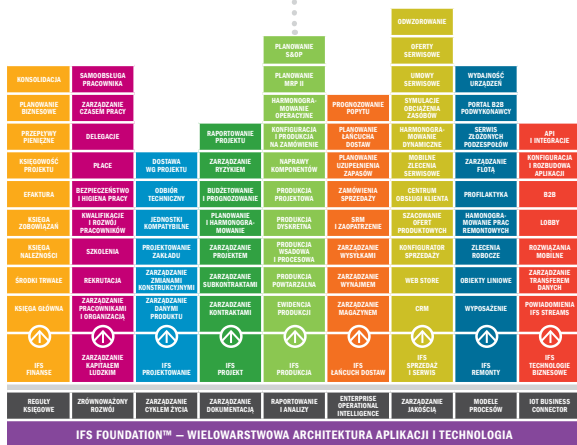 KONSOLIDACJA
PLANOWANIE
BIZNESOWE
PRZEPŁYWY
PIENIĘŻNE
KSIĘGOWOŚĆ
PROJEKTU
EFAKTURA
KSIĘGA
ZOBOWIĄZAŃ
KSIĘGA
NALEŻNOŚCI
ŚRODKI TRWAŁE
KSIĘGA GŁÓWNA
IFS
FINANSE
SAMOOBSŁUGA
PRACOWNIKA
ZARZĄDZANIE
CZASEM PRACY
DELEGACJE
PŁACE
BEZPIECZEŃSTWO
I HIGIENA PRACY
KWALIFIKACJE
I ROZWÓJ
PRACOWNIKÓW
SZKOLENIA
REKRUTACJA
ZARZĄDZANIE
PRACOWNIKAMI
I ORGANIZACJĄ
ZARZĄDZANIE
KAPITAŁEM
LUDZKIM
DOSTAWA
WG PROJEKTU
ODBIÓR
TECHNICZNY
JEDNOSTKI
KOMPATYBILNE
PROJEKTOWANIE
ZAKŁADU
ZARZĄDZANIE
ZMIANAMI
KONSTRUKCYJNYMI
ZARZĄDZANIE
DANYMI
PRODUKTU
IFS
PROJEKTOWANIE
RAPORTOWANIE
PROJEKTU
ZARZĄDZANIE
RYZYKIEM
BUDŻETOWANIE
I PROGNOZOWANIE
PLANOWANIE
I HARMONOGRA-
MOWANIE
ZARZĄDZANIE
PROJEKTEM
ZARZĄDZANIE
SUBKONTRAKTAMI
ZARZĄDZANIE
KONTRAKTAMI
IFS
PROJEKT
PLANOWANIE
S&OP
PLANOWANIE
MRP II
HARMONOGRA-
MOWANIE
OPERACYJNE
KONFIGURACJA
I PRODUKCJA
NA ZAMÓWIENIE
NAPRAWY
KOMPONENTÓW
PRODUKCJA
PROJEKTOWA
PRODUKCJA
DYSKRETNA
PRODUKCJA
WSADOWA
I PROCESOWA
PRODUKCJA
POWTARZALNA
EWIDENCJA
PRODUKCJI
IFS
PRODUKCJA
PROGNOZOWANIE
POPYTU
PLANOWANIE
ŁAŃCUCHA
DOSTAW
PLANOWANIE
UZUPEŁNIENIA
ZAPASÓW
ZAMÓWIENIA
SPRZEDAŻY
SRM
I ZAOPATRZENIE
ZARZĄDZANIE
WYSYŁKAMI
ZARZĄDZANIE
WYNAJMEM
ZARZĄDZANIE
MAGAZYNEM
IFS
ŁAŃCUCH DOSTAW
ODWZOROWANIE
OFERTY
SERWISOWE
UMOWY
SERWISOWE
SYMULACJE
OBCIĄŻENIA
ZASOBÓW
HARMONOGRA-
MOWANIE
DYNAMICZNE
MOBILNE
ZLECENIA
SERWISOWE
CENTRUM
OBSŁUGI KLIENTA
SZACOWANIE
OFERT
PRODUKTOWYCH
KONFIGURATOR
SPRZEDAŻY
WEB STORE
CRM
IFS
SPRZEDAŻ
I SERWIS
WYDAJNOŚĆ
URZĄDZEŃ
PORTAL B2B
PODWYKONAWCY
SERWIS
ZŁOŻONYCH
PODZESPOŁÓW
ZARZĄDZANIE
FLOTĄ
PROFILAKTYKA
HAMONOGRA-
MOWANIE PRAC
REMONTOWYCH
ZLECENIA
ROBOCZE
OBIEKTY LINIOWE
WYPOSAŻENIE
IFS
REMONTY
API
I INTEGRACJE
KONFIGURACJA
I ROZBUDOWA
APLIKACJI
B2B
LOBBY
ROZWIĄZANIA
MOBILNE
ZARZĄDZANIE
TRANSFEREM
DANYCH
POWIADOMIENIA
IFS STREAMS
IFS
TECHNOLOGIE
BIZNESOWE
REGUŁY
KSIĘGOWE
ZRÓWNOWAŻONY
ROZWÓJ
ZARZĄDZANIE
CYKLEM ŻYCIA
ZARZĄDZANIE
DOKUMENTACJĄ
RAPORTOWANIE
I ANALIZY
ENTERPRISE
OPERATIONAL
INTELLIGENCE
ZARZĄDZANIE
JAKOŚCIĄ
MODELE
PROCESÓW
IOT BUSINESS
CONNECTOR
IFS FOUNDATION™ — WIELOWARSTWOWA ARCHITEKTURA APLIKACJI I TECHNOLOGIA